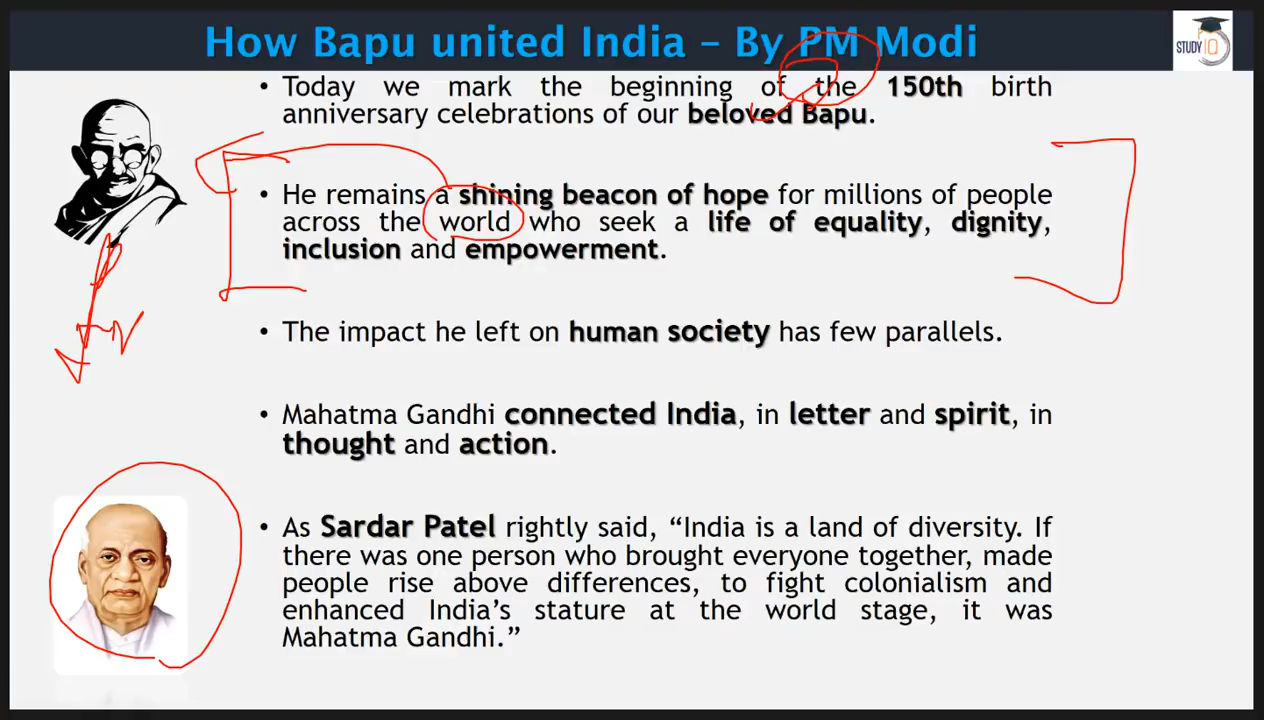 How Bapu united India – By PM Modi
STUDY IQ
• Today we mark the beginning of the 150th birth
anniversary celebrations of our beloved Bapu.
• He remains a shining beacon of hope for millions of people
across the world who seek a life of equality, dignity,
inclusion and empowerment.
• The impact he left on human society has few parallels.
• Mahatma Gandhi connected India, in letter and spirit, in
thought and action.
• As Sardar Patel rightly said, “India is a land of diversity. If
there was one person who brought everyone together, made
people rise above differences, to fight colonialism and
enhanced India’s stature at the world stage, it was
Mahatma Gandhi.”